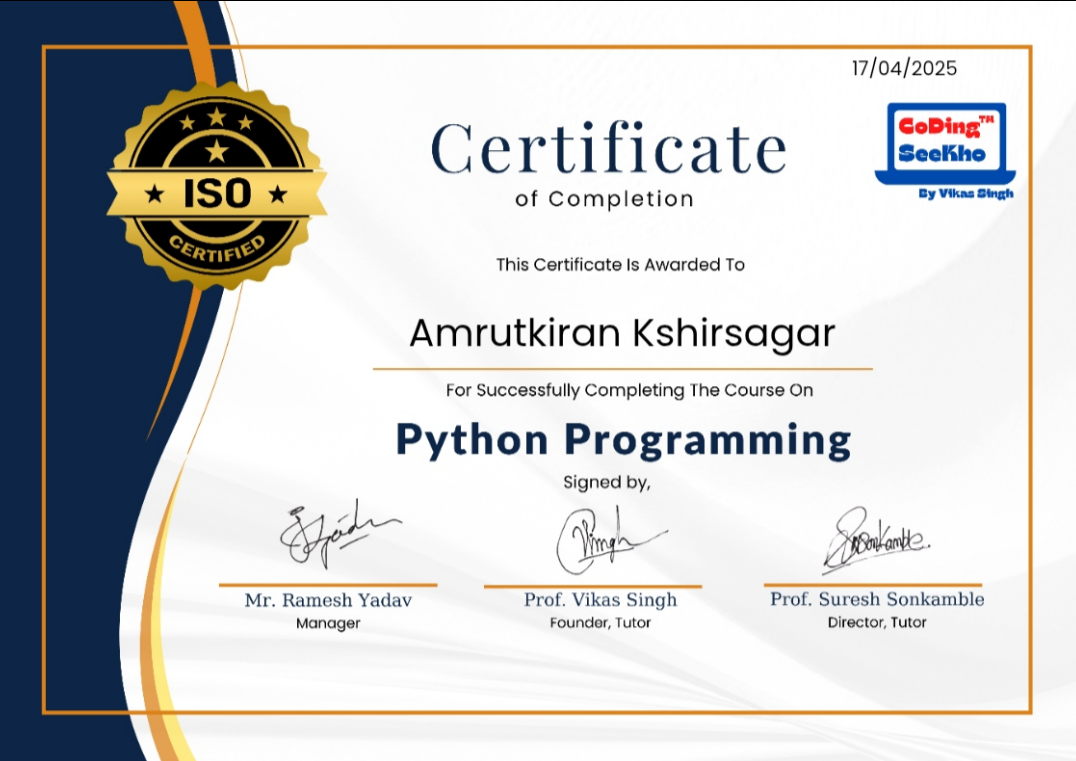 17/04/2025
CoDing™
SeeKho
By Vikas Singh
ISO
CERTIFIED
Certificate
of Completion
This Certificate Is Awarded To
Amrutkiran Kshirsagar
For Successfully Completing The Course On
Python Programming
Signed by,
Mr. Ramesh Yadav
Manager
Prof. Vikas Singh
Founder, Tutor
Prof. Suresh Sonkamble
Director, Tutor